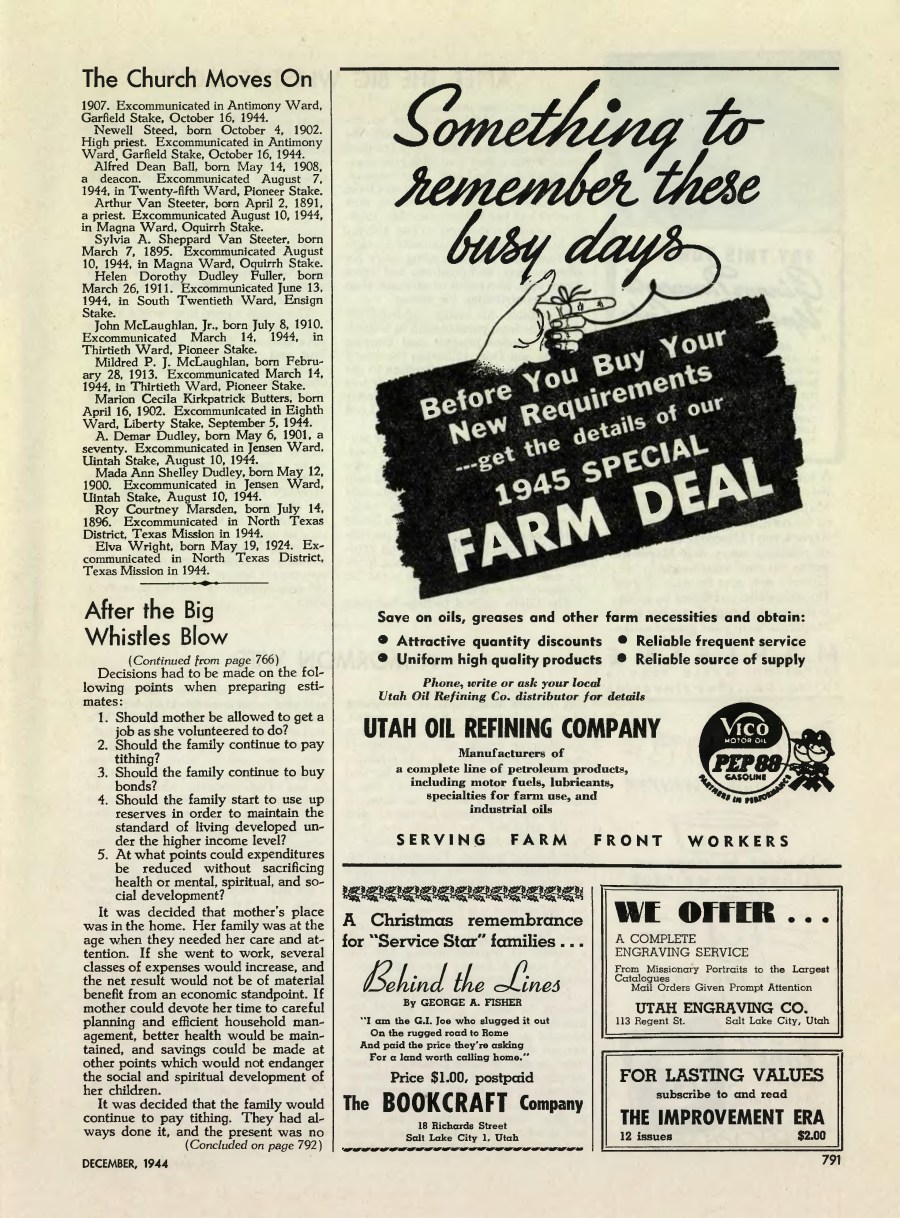 The Church Moves On
1907. Excommunicated in Antimony Ward,
Garfield Stake, October 16, 1944.
Newell Steed, born October 4, 1902.
High priest. Excommunicated in Antimony
Ward, Garfield Stake, October 16, 1944.
Alfred Dean Ball, born May 14, 1908,
a deacon. Excommunicated August 7,
1944, in Twenty-fifth Ward, Pioneer Stake.
Arthur Van Steeter, born April 2, 1891,
a priest. Excommunicated August 10, 1944,
in Magna Ward, Oquirrh Stake.
Sylvia A. Sheppard Van Steeter, born
March 7, 1895. Excommunicated August
10, 1944, in Magna Ward, Oquirrh Stake.
Helen Dorothy Dudley Fuller, born
March 26, 1911. Excommunicated June 13,
1944, in South Twentieth Ward, Ensign
Stake.
John McLaughlan, Jr., born July 8, 1910.
Excommunicated March 14, 1944, in
Thirtieth Ward, Pioneer Stake.
Mildred P. J. McLaughlan, born Febru-
ary 28, 1913. Excommunicated March 14,
1944, in Thirtieth Ward, Pioneer Stake.
Marion Cecila Kirkpatrick Butters, born
April 16, 1902. Excommunicated in Eighth
Ward, Liberty Stake, September 5, 1944.
A. Demar Dudley, born May 6, 1901, a
seventy. Excommunicated in Jensen Ward,
Uintah Stake, August 10, 1944.
Mada Ann Shelley Dudley, born May 12,
1900. Excommunicated in Jensen Ward,
Uintah Stake, August 10, 1944.
Roy Courtney Marsden, born July 14,
1896. Excommunicated in North Texas
District, Texas Mission in 1944.
Elva Wright, born May 19, 1924. Ex-
communicated in North Texas District,
Texas Mission in 1944.
After the Big
Whistles Blow
(Continued from page 766)
Decisions had to be made on the fol-
lowing points when preparing esti-
mates:
1. Should mother be allowed to get a
job as she volunteered to do?
2. Should the family continue to pay
tithing?
3. Should the family continue to buy
bonds?
4. Should the family start to use up
reserves in order to maintain the
standard of living developed un-
der the higher income level?
5. At what points could expenditures
be reduced without sacrificing
health or mental, spiritual, and so-
cial development?
It was decided that mother's place
was in the home. Her family was at the
age when they needed her care and at-
tention. If she went to work, several
classes of expenses would increase, and
the net result would not be of material
benefit from an economic standpoint. If
mother could devote her time to careful
planning and efficient household man-
agement, better health would be main-
tained, and savings could be made at
other points which would not endanger
the social and spiritual development of
her children.
It was decided that the family would
continue to pay tithing. They had al-
ways done it, and the present was no
(Concluded on page 792)
DECEMBER, 1944
Something to
remember these
busy days
Before You Buy Your
New Requirements
...get the details of our
1945 SPECIAL
FARM DEAL
Save on oils, greases and other farm necessities and obtain:
● Attractive quantity discounts ● Reliable frequent service
● Uniform high quality products ● Reliable source of supply
Phone, write or ask your local
Utah Oil Refining Co. distributor for details
UTAH OIL REFINING COMPANY
Manufacturers of
a complete line of petroleum products,
including motor fuels, lubricants,
specialties for farm use, and
industrial oils
VICO
MOTOR OIL
PEP 88
GASOLINE
PARTNERS IN PERFORMANCE
SERVING FARM FRONT WORKERS
A Christmas remembrance
for "Service Star" families . . .
Behind the Lines
By GEORGE A. FISHER
"I am the G.I. Joe who slugged it out
On the rugged road to Rome
And paid the price they're asking
For a land worth calling home."
Price $1.00, postpaid
The BOOKCRAFT Company
18 Richards Street
Salt Lake City 1, Utah
WE OFFER . . .
A COMPLETE
ENGRAVING SERVICE
From Missionary Portraits to the Largest
Catalogues
Mail Orders Given Prompt Attention
UTAH ENGRAVING CO.
113 Regent St. Salt Lake City, Utah
FOR LASTING VALUES
subscribe to and read
THE IMPROVEMENT ERA
12 issues $2.00
791